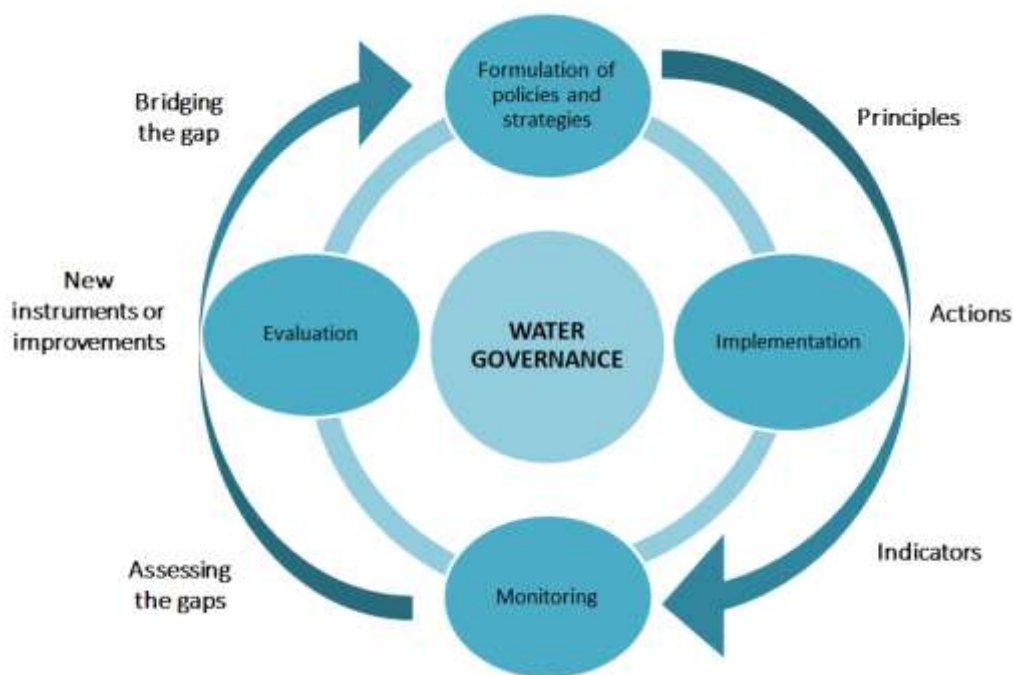 Formulation of
policies and
strategies
Bridging
the gap
Principles
New
instruments or
improvements
Evaluation
WATER
GOVERNANCE
Implementation
Actions
Assessing
the gaps
Monitoring
Indicators